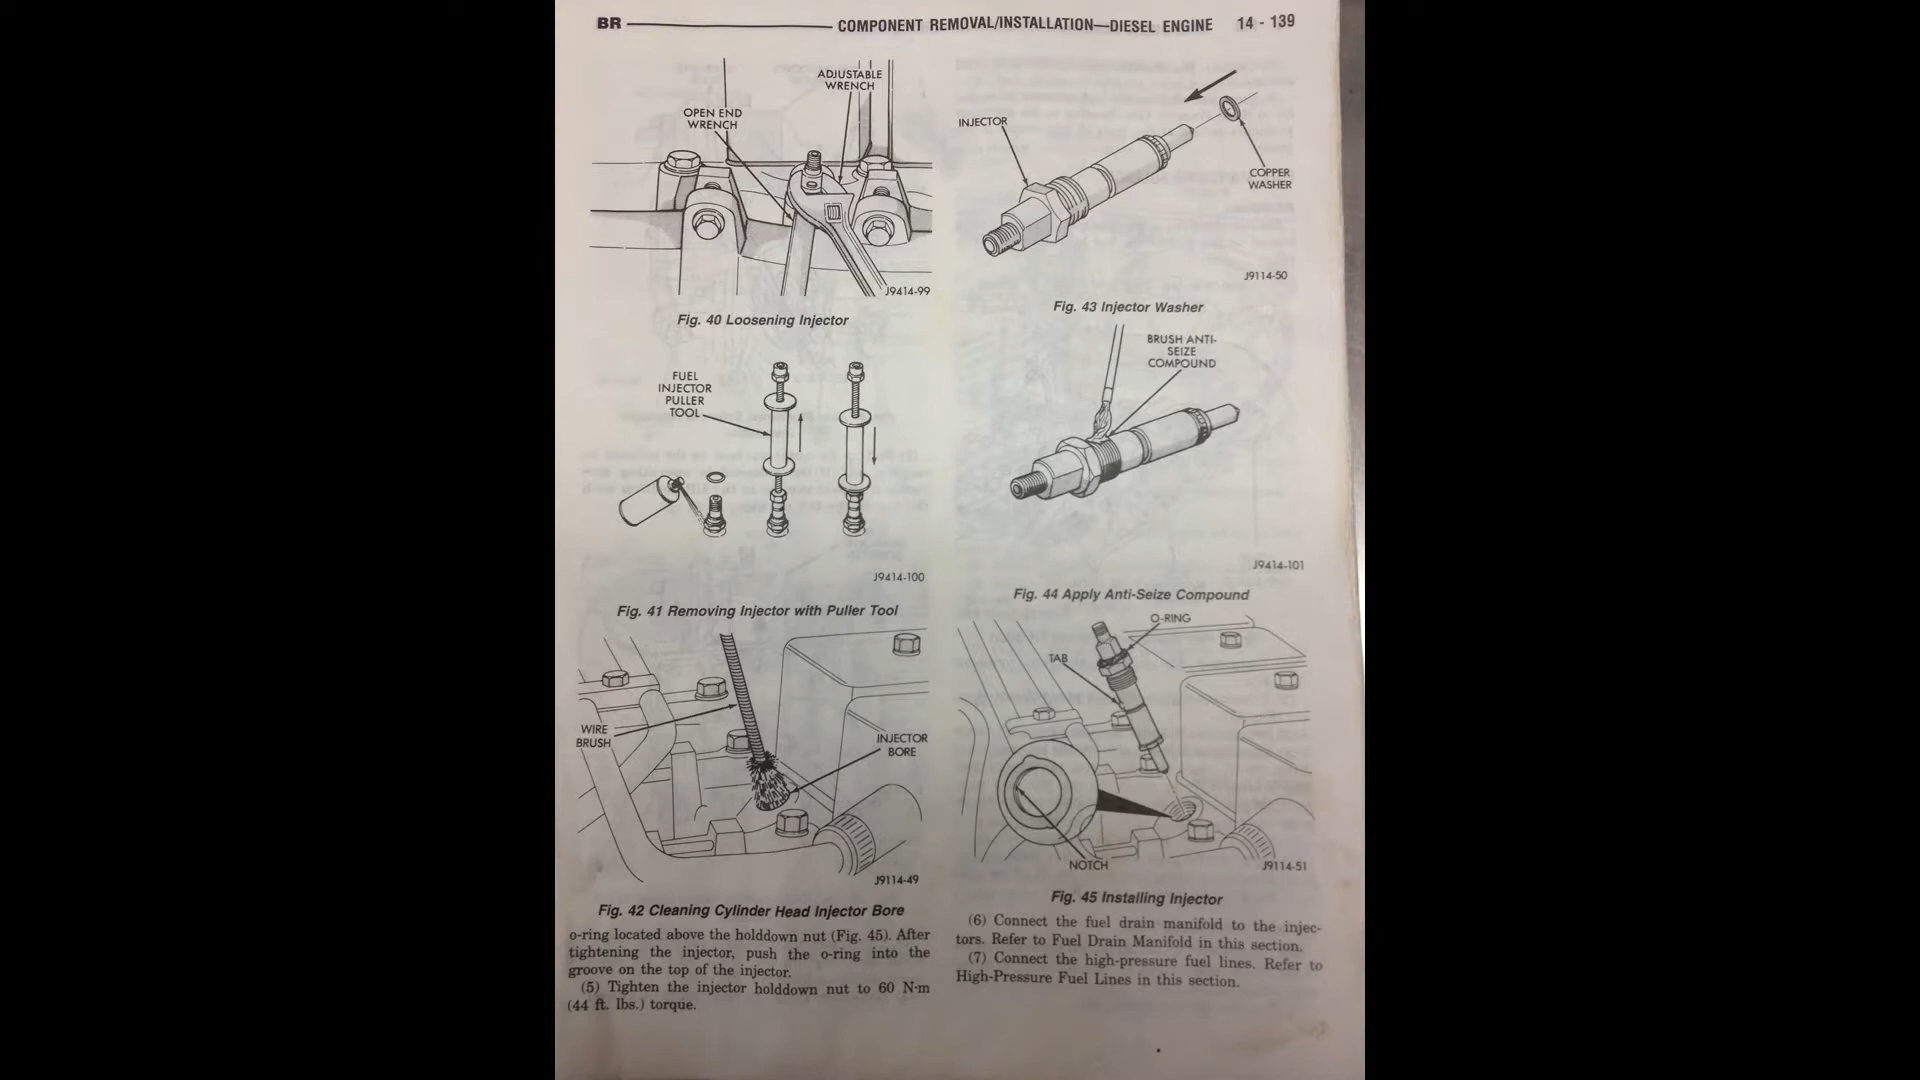 BR COMPONENT REMOVAL/INSTALLATION—DIESEL ENGINE 14 - 139
ADJUSTABLE
WRENCH
OPEN END
WRENCH
J9414-99
Fig. 40 Loosening Injector
FUEL
INJECTOR
PULLER
TOOL
J9414-100
Fig. 41 Removing Injector with Puller Tool
WIRE
BRUSH
INJECTOR
BORE
J9114-49
Fig. 42 Cleaning Cylinder Head Injector Bore
o-ring located above the holddown nut (Fig. 45). After
tightening the injector, push the o-ring into the
groove on the top of the injector.
(5) Tighten the injector holddown nut to 60 N·m
(44 ft. lbs.) torque.
INJECTOR
COPPER
WASHER
J9114-50
Fig. 43 Injector Washer
BRUSH ANTI-
SEIZE
COMPOUND
J9414-101
Fig. 44 Apply Anti-Seize Compound
O-RING
TAB
NOTCH
J9114-51
Fig. 45 Installing Injector
(6) Connect the fuel drain manifold to the injec-
tors. Refer to Fuel Drain Manifold in this section.
(7) Connect the high-pressure fuel lines. Refer to
High-Pressure Fuel Lines in this section.